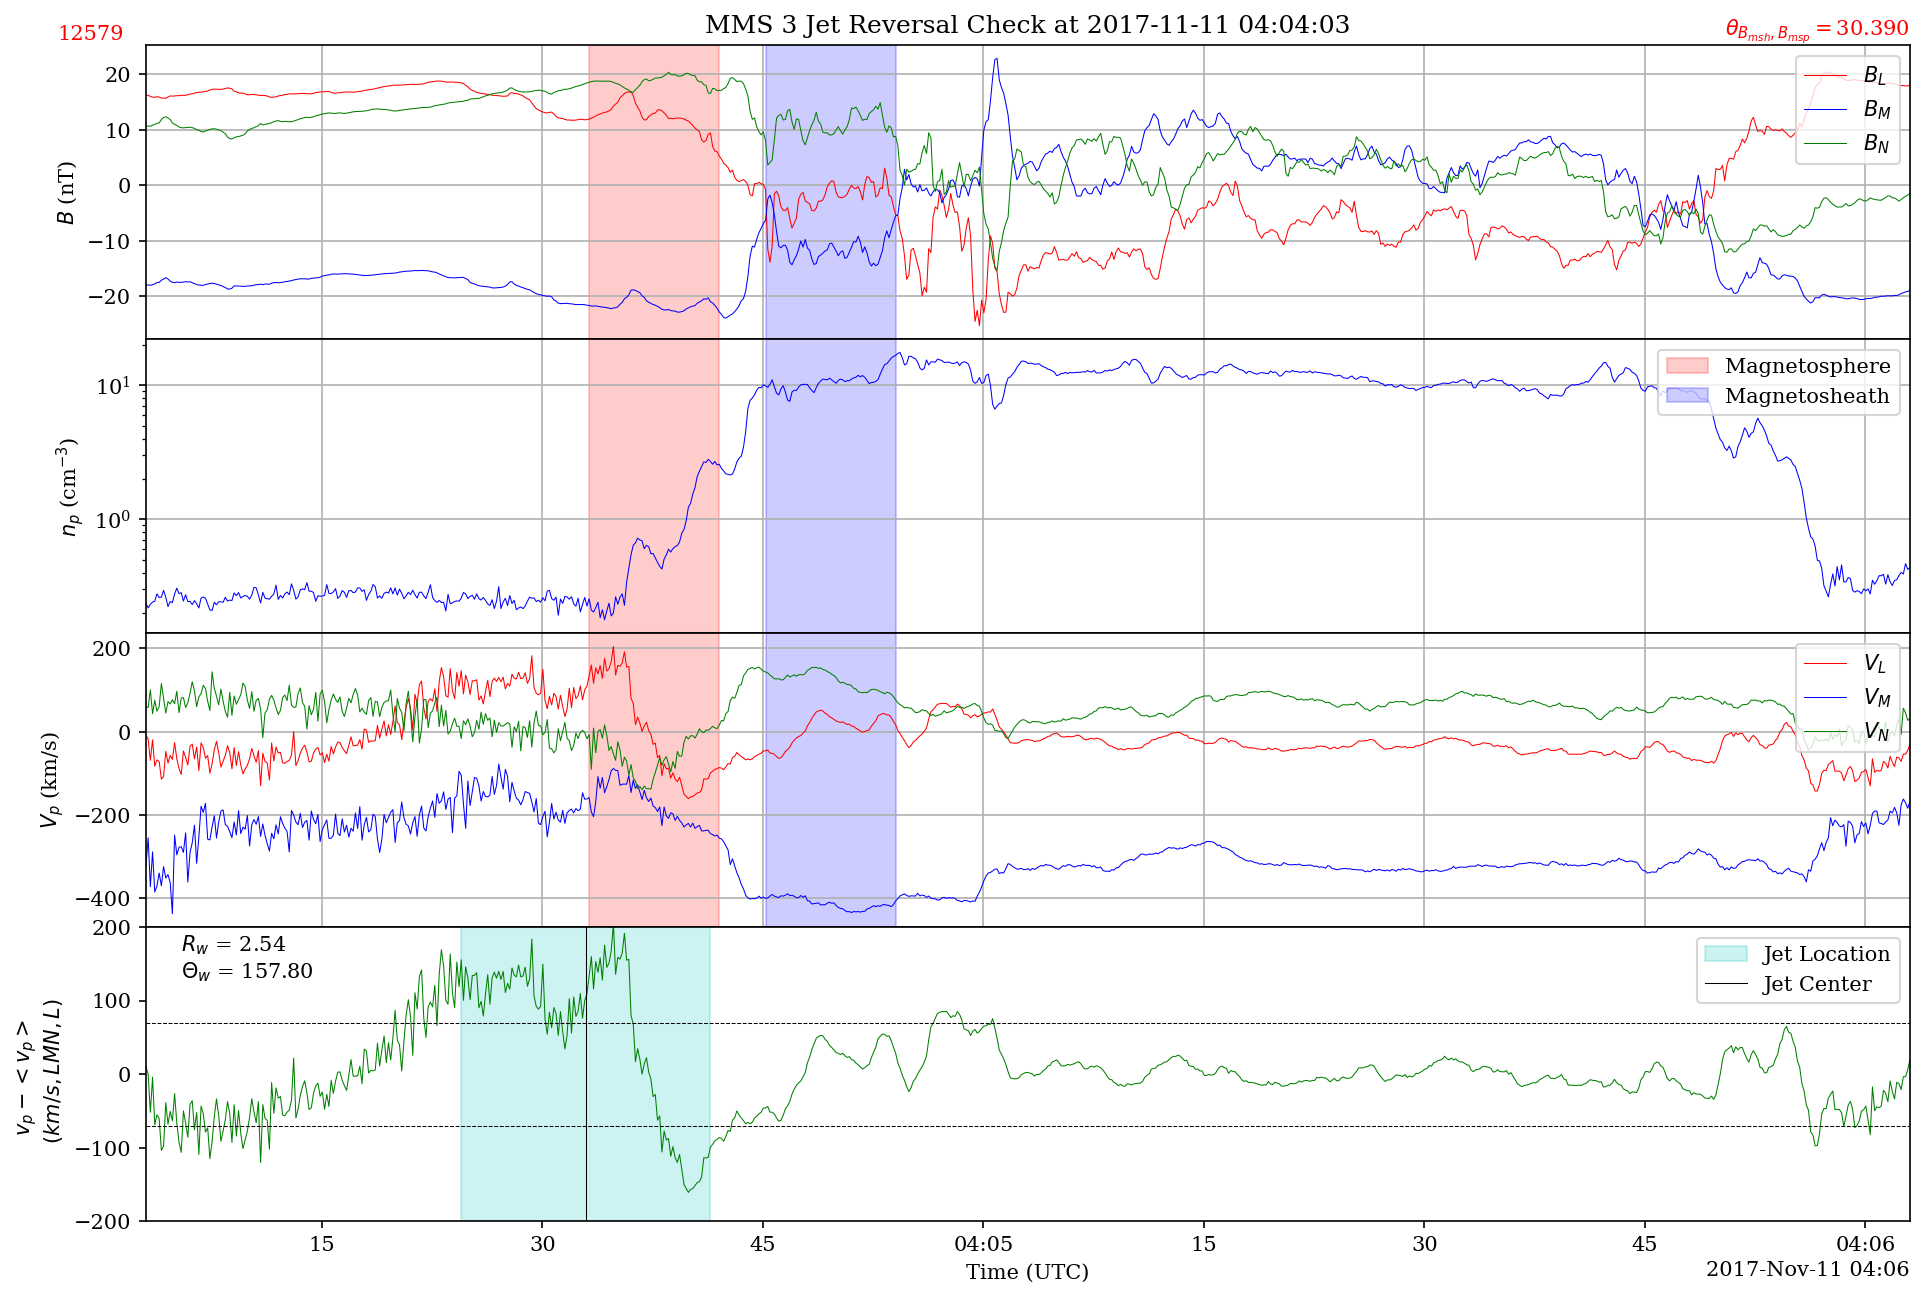 12579
MMS 3 Jet Reversal Check at 2017-11-11 04:04:03
θ_{B_{msh}, B_{msp}} = 30.390
B (nT)
20
10
0
−10
−20
B_L
B_M
B_N
n_p (cm^{−3})
10^1
10^0
Magnetosphere
Magnetosheath
V_p (km/s)
200
0
−200
−400
V_L
V_M
V_N
v_p − < v_p >
(km/s, LMN, L)
200
100
0
−100
−200
R_w = 2.54
Θ_w = 157.80
Jet Location
Jet Center
15
30
45
04:05
15
30
45
04:06
Time (UTC)
2017-Nov-11 04:06